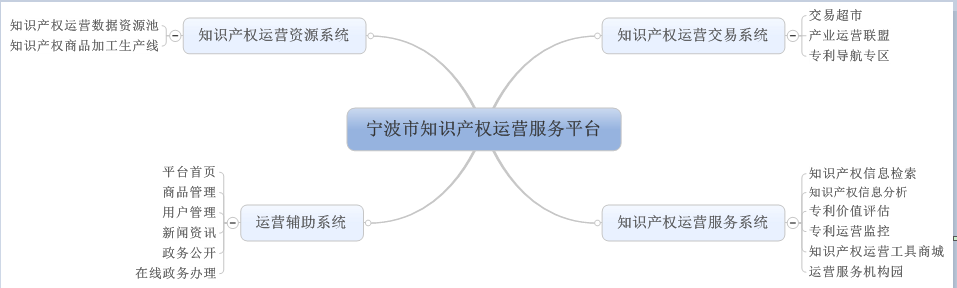 知识产权运营数据资源池
知识产权商品加工生产线
知识产权运营资源系统
知识产权运营交易系统
交易超市
产业运营联盟
专利导航专区
宁波市知识产权运营服务平台
平台首页
商品管理
用户管理
新闻资讯
政务公开
在线政务办理
运营辅助系统
知识产权运营服务系统
知识产权信息检索
知识产权信息分析
专利价值评估
专利运营监控
知识产权运营工具商城
运营服务机构园